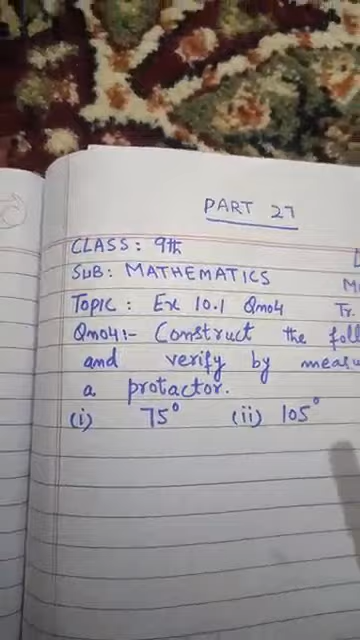 PART 27
CLASS: 9th
SUB: MATHEMATICS
Topic: Ex 10.1 Qno4 Tr.
Qno4:- Construct the
and verify by
a protactor.
(i) 75° (ii) 105°